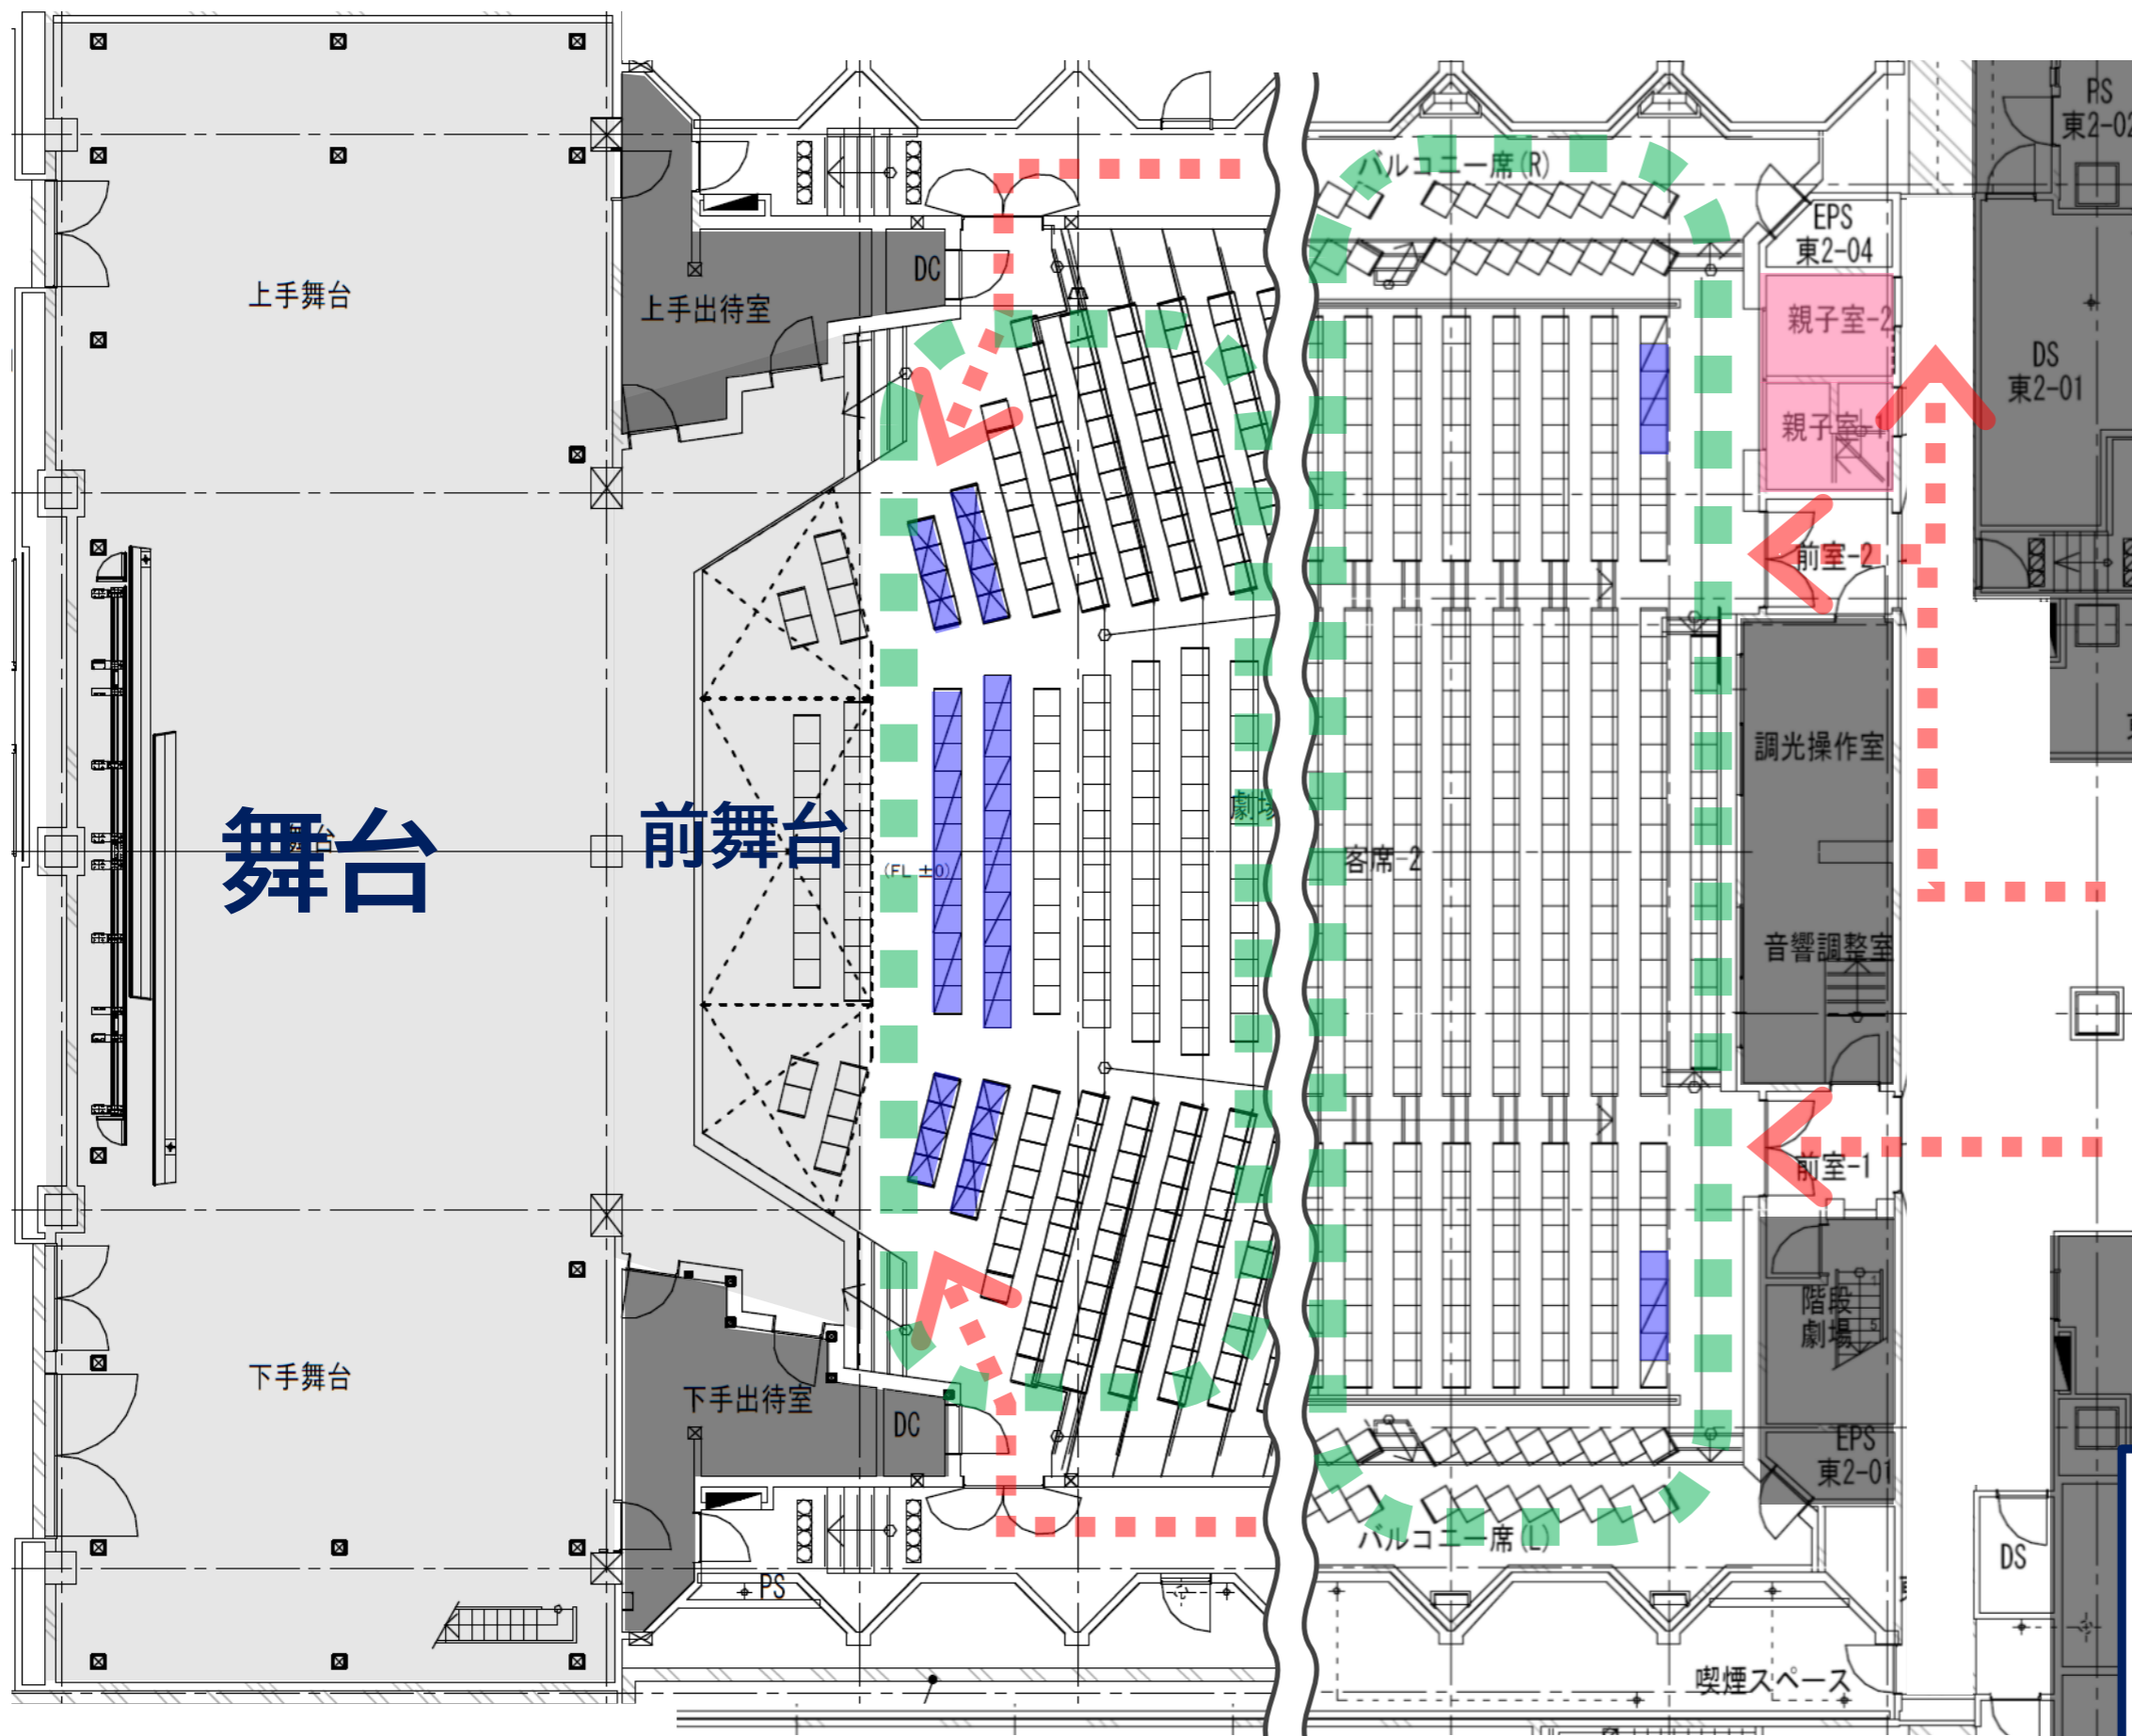 RS
東2-02
バルコニー席(R)
EPS
東2-04
DC
上手舞台
上手出待室
親子室-2
DS
東2-01
親子室-1
前室-2
調光操作室
舞台
舞台
前舞台
劇場
(FL ±0)
客席-2
音響調整室
前室-1
階段
劇場
下手舞台
下手出待室
DC
EPS
東2-01
バルコニー席(L)
DS
PS
喫煙スペース